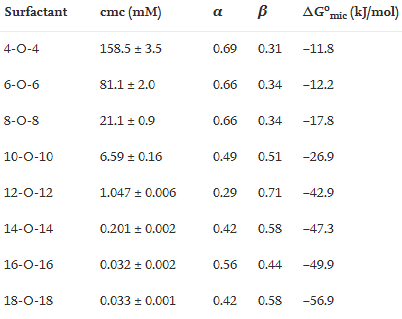 Surfactant cmc (mM) α β ΔG°mic (kJ/mol)
4-O-4 158.5 ± 3.5 0.69 0.31 −11.8
6-O-6 81.1 ± 2.0 0.66 0.34 −12.2
8-O-8 21.1 ± 0.9 0.66 0.34 −17.8
10-O-10 6.59 ± 0.16 0.49 0.51 −26.9
12-O-12 1.047 ± 0.006 0.29 0.71 −42.9
14-O-14 0.201 ± 0.002 0.42 0.58 −47.3
16-O-16 0.032 ± 0.002 0.56 0.44 −49.9
18-O-18 0.033 ± 0.001 0.42 0.58 −56.9